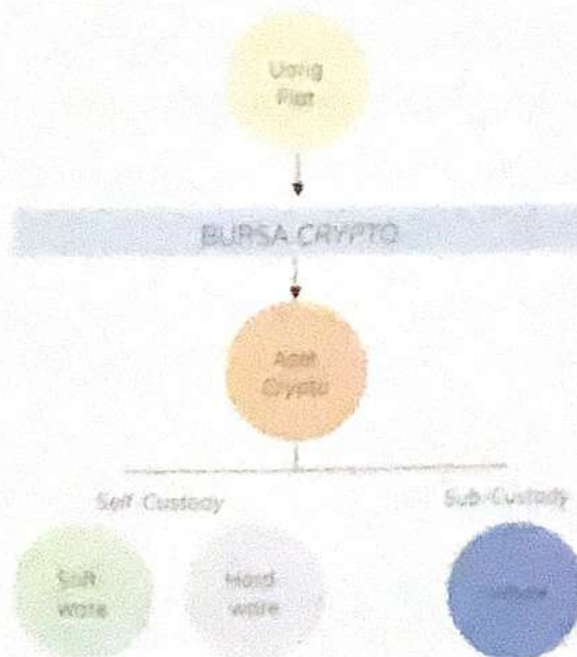 Uang
Fiat
BURSA CRYPTO
Aset
Crypto
Self Custody
Sub Custody
Soft
ware
Hard
ware